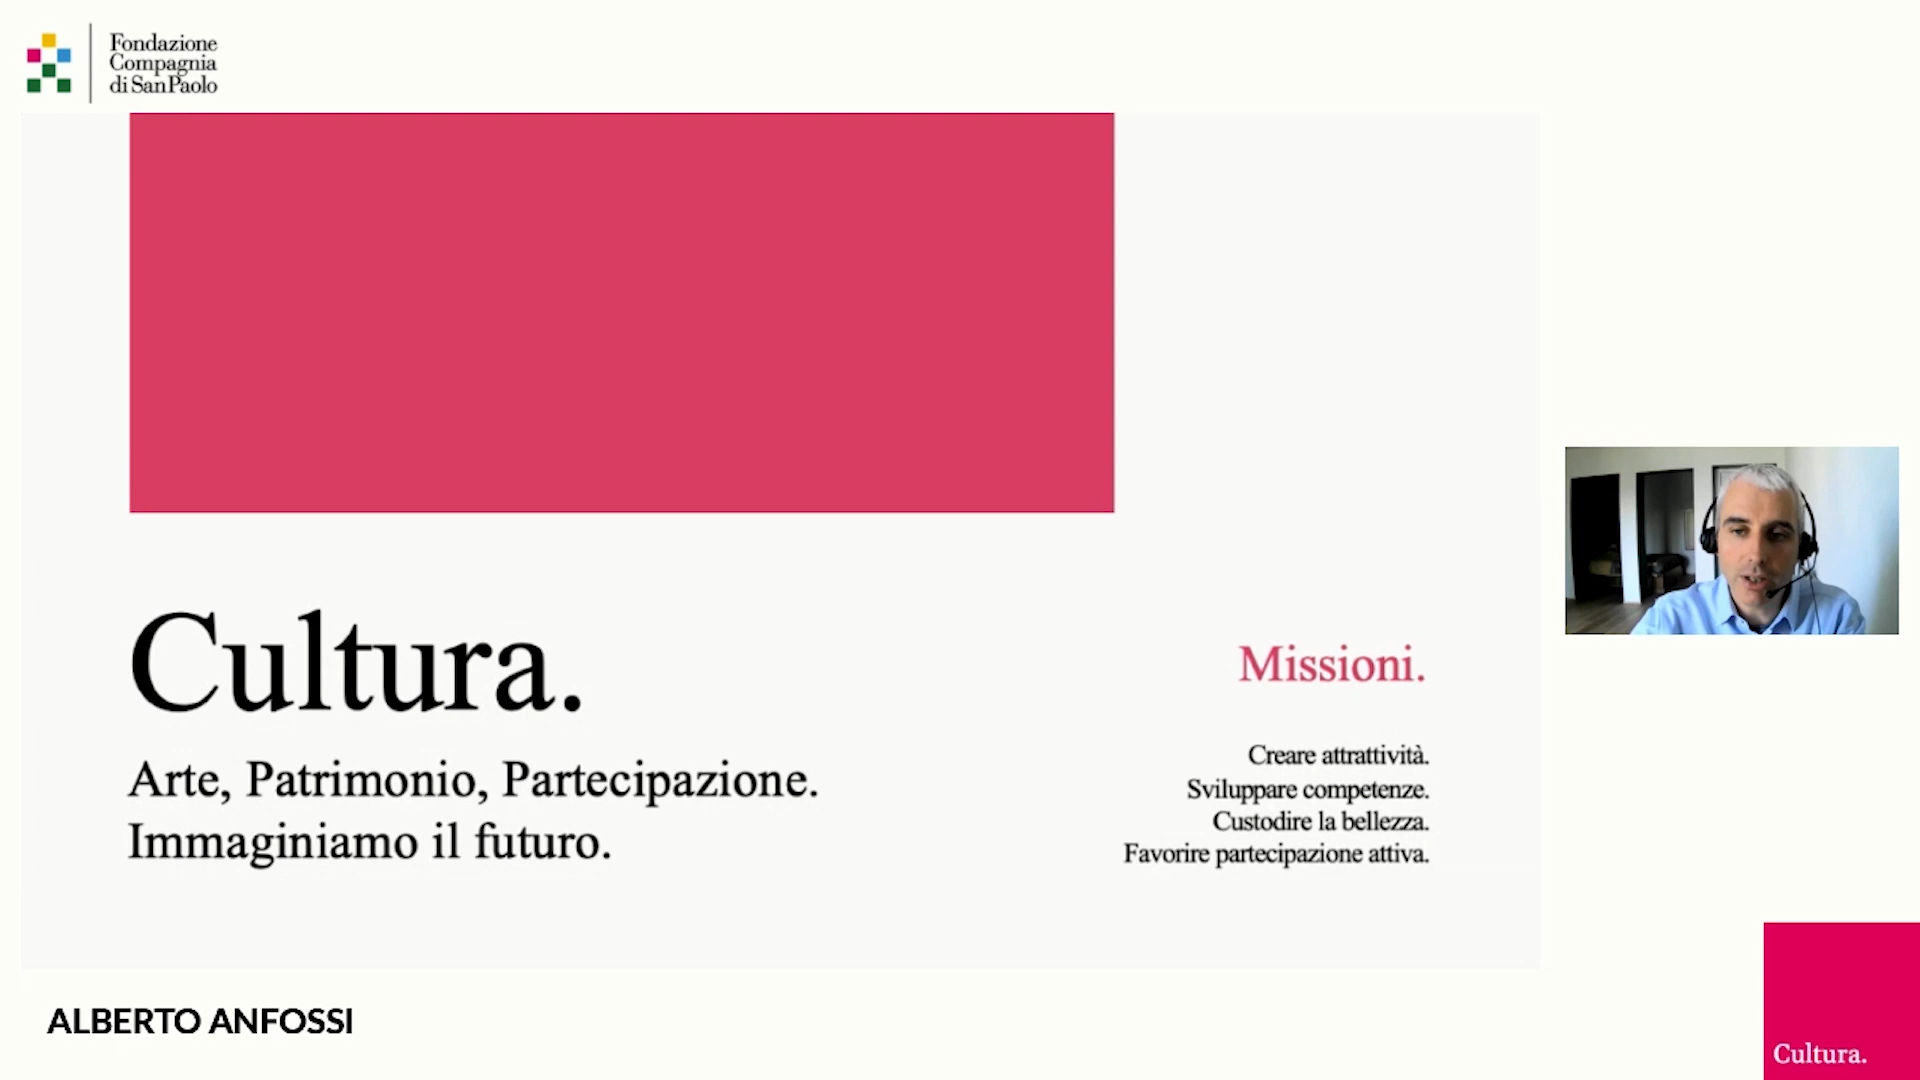 Fondazione
Compagnia
di San Paolo
Cultura.
Arte, Patrimonio, Partecipazione.
Immaginiamo il futuro.
Missioni.
Creare attrattività.
Sviluppare competenze.
Custodire la bellezza.
Favorire partecipazione attiva.
ALBERTO ANFOSSI
Cultura.